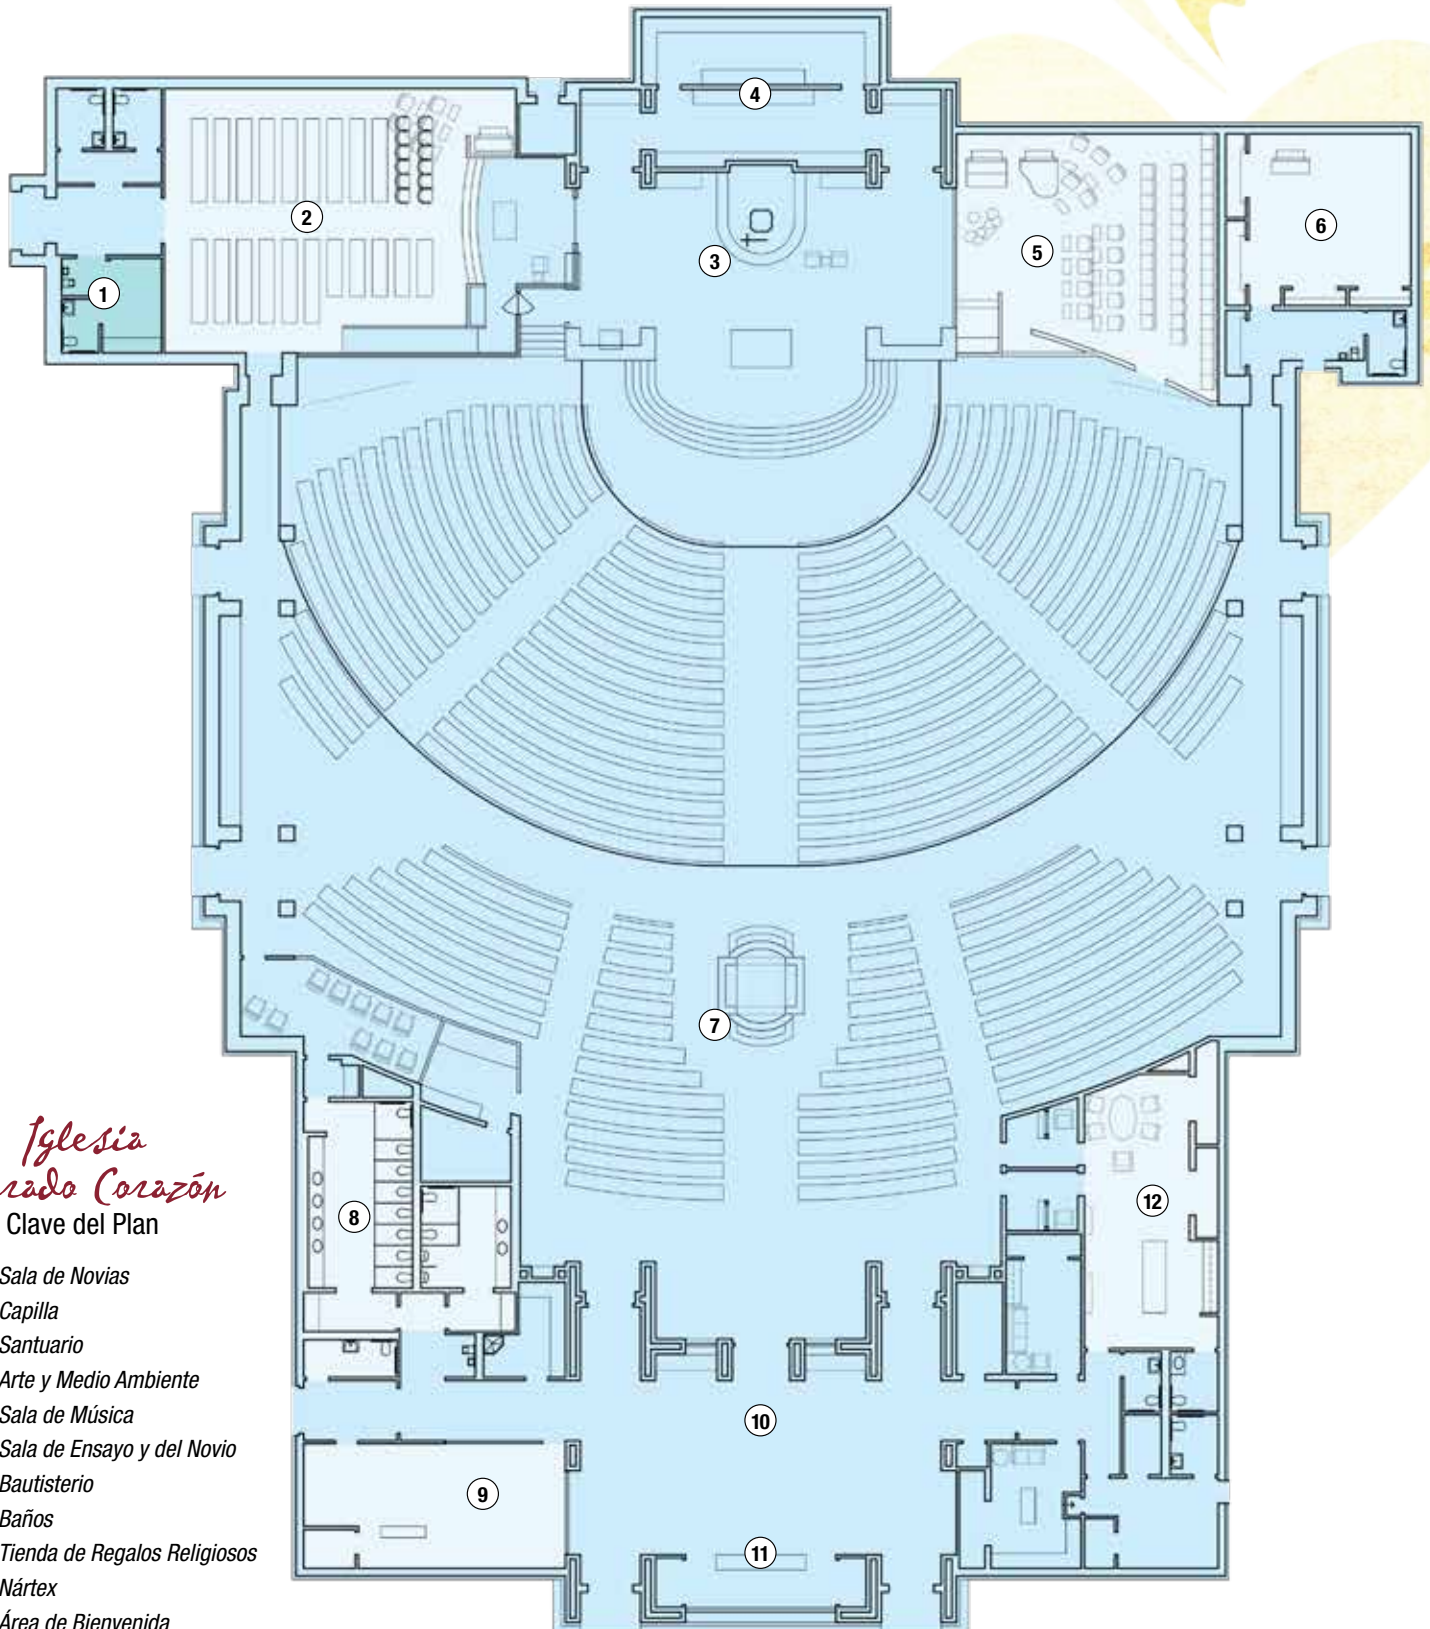 1
2
3
4
5
6
7
8
9
10
11
12
Iglesia
rado Corazón
Clave del Plan
Sala de Novias
Capilla
Santuario
Arte y Medio Ambiente
Sala de Música
Sala de Ensayo y del Novio
Bautisterio
Baños
Tienda de Regalos Religiosos
Nártex
Área de Bienvenida